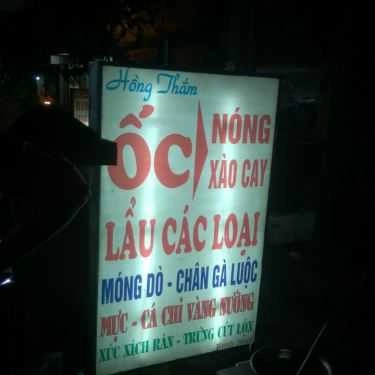 Hồng Thắm
ỐC NÓNG
XÀO CAY
LẨU CÁC LOẠI
MÓNG DÒ - CHÂN GÀ LUỘC
MỰC - CÁ CHỈ VÀNG NƯỚNG
XÚC XÍCH RÁN - TRỨNG CÚT LỘN